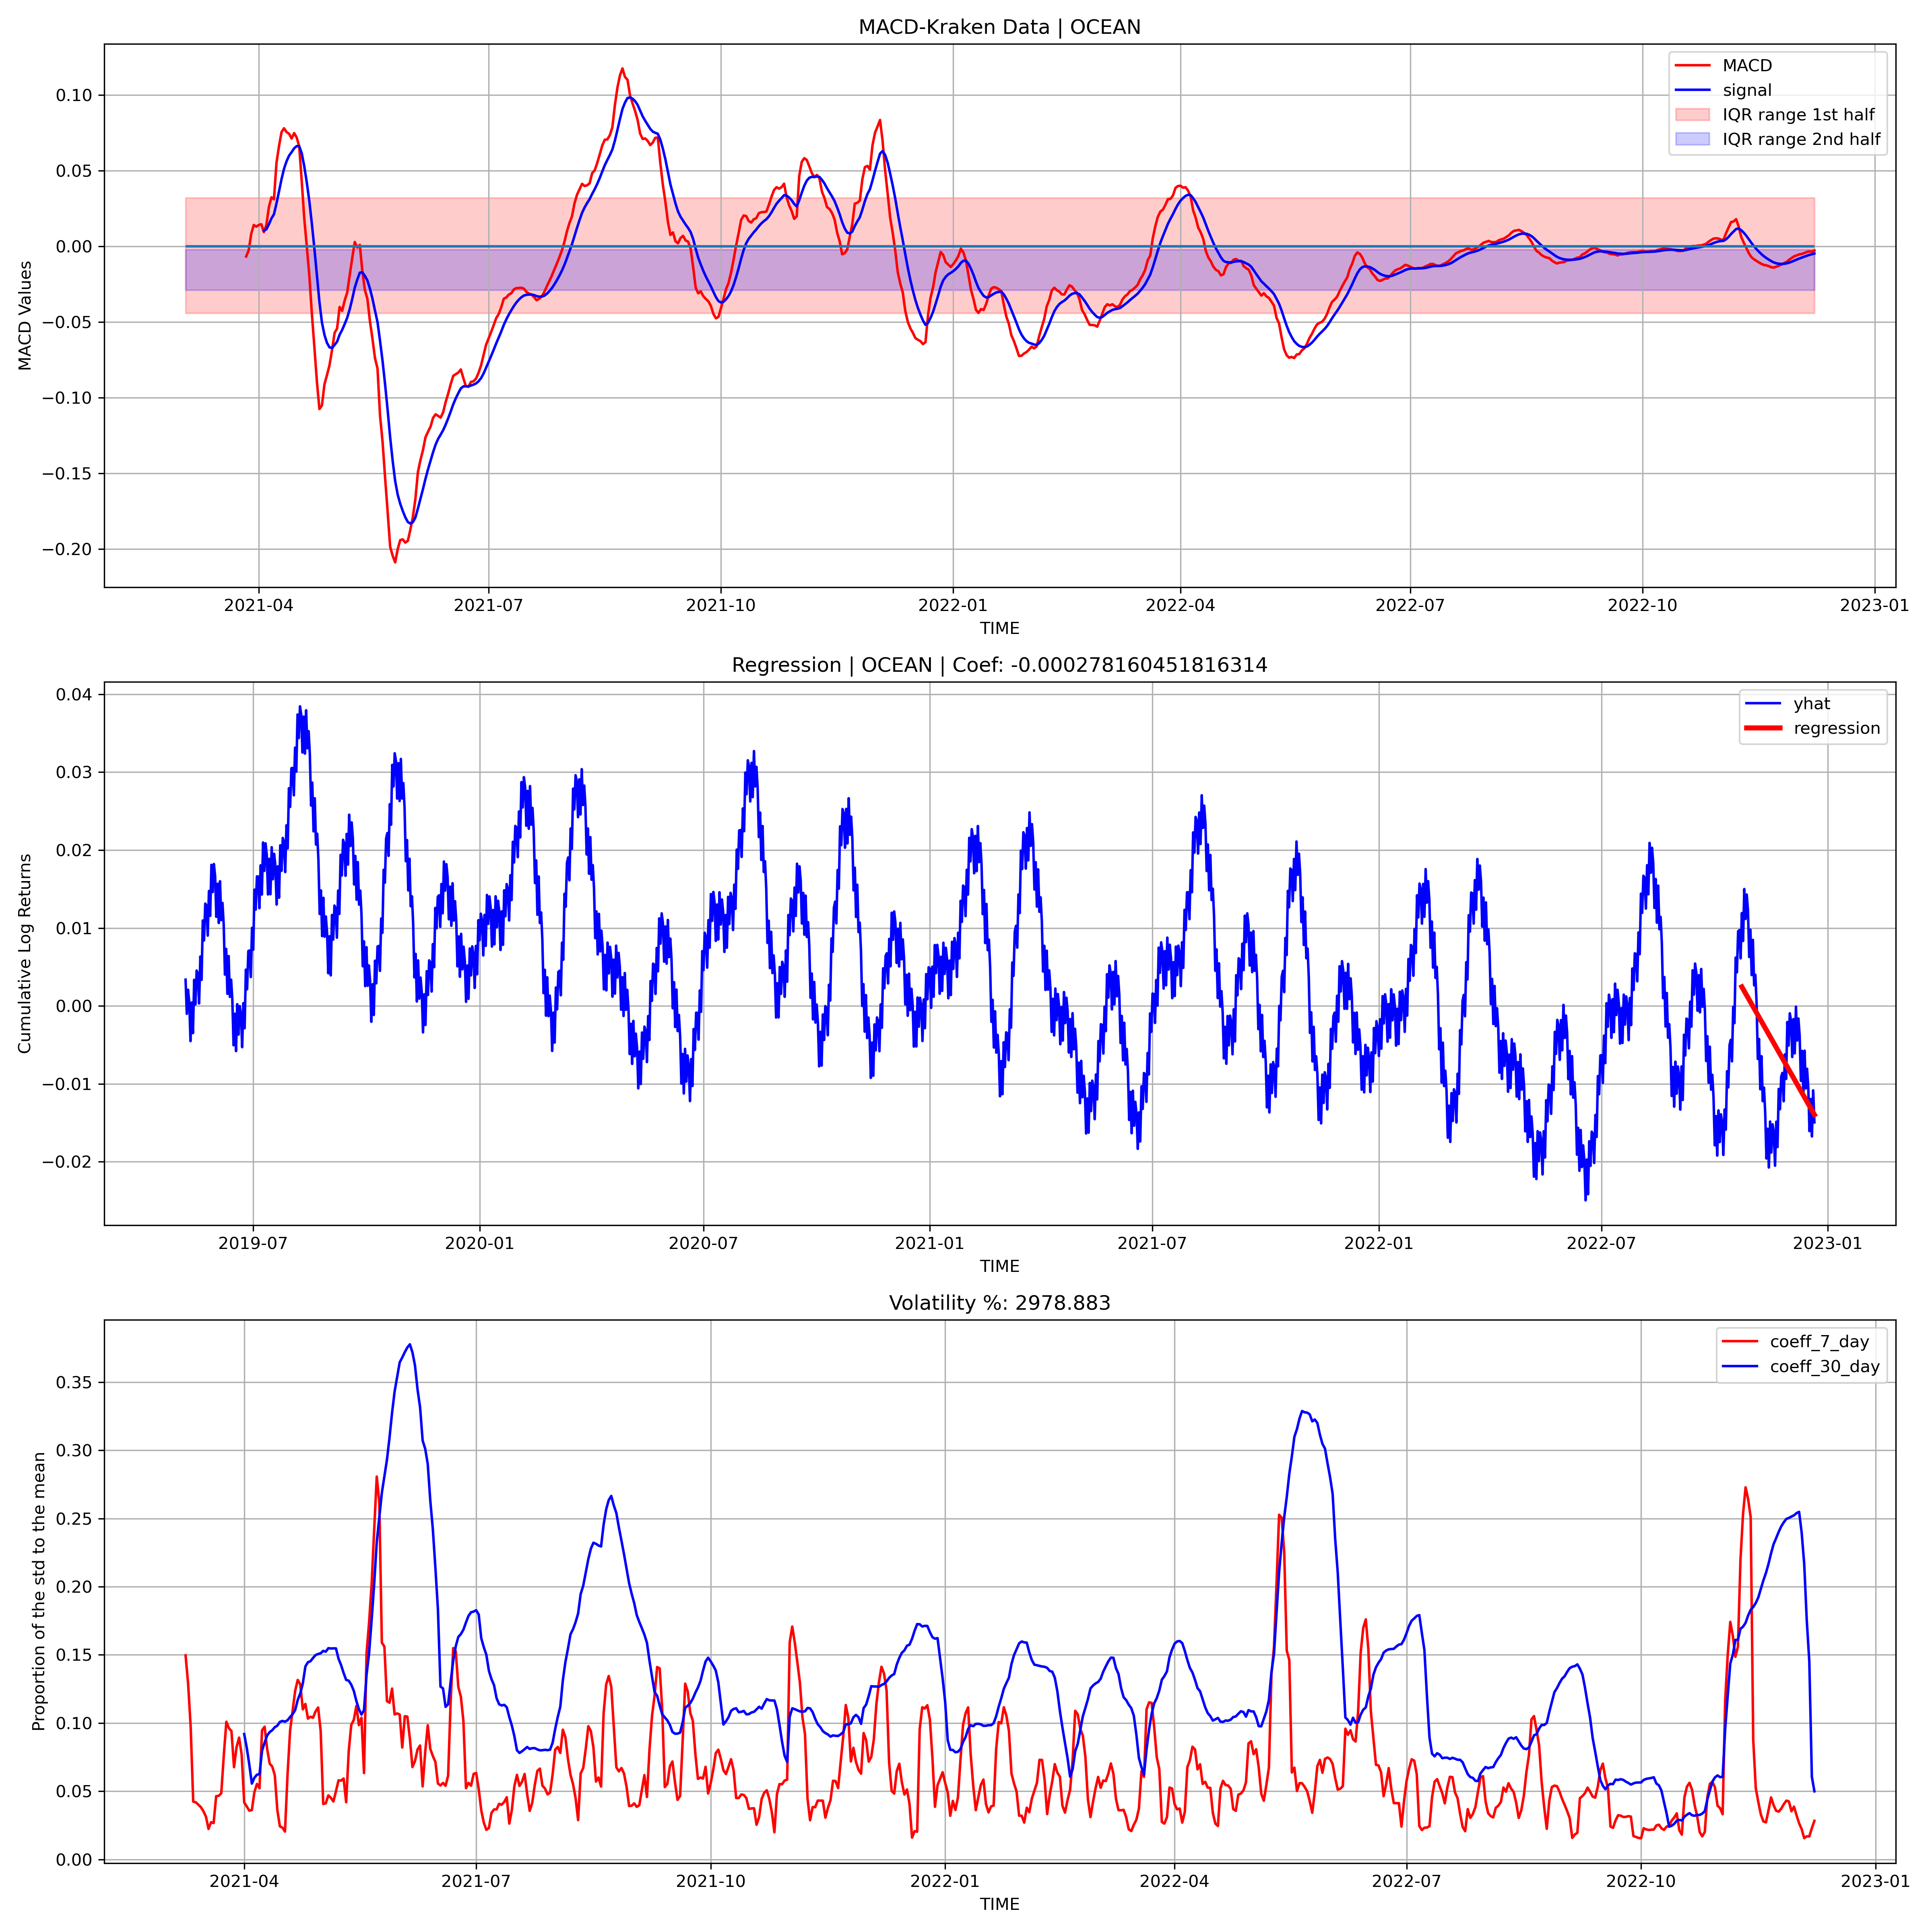 MACD-Kraken Data | OCEAN
MACD
signal
IQR range 1st half
IQR range 2nd half
MACD Values
0.10
0.05
0.00
−0.05
−0.10
−0.15
−0.20
2021-04 2021-07 2021-10 2022-01 2022-04 2022-07 2022-10 2023-01
TIME
Regression | OCEAN | Coef: -0.000278160451816314
yhat
regression
Cumulative Log Returns
0.04
0.03
0.02
0.01
0.00
−0.01
−0.02
2019-07 2020-01 2020-07 2021-01 2021-07 2022-01 2022-07 2023-01
TIME
Volatility %: 2978.883
coeff_7_day
coeff_30_day
Proportion of the std to the mean
0.35
0.30
0.25
0.20
0.15
0.10
0.05
0.00
2021-04 2021-07 2021-10 2022-01 2022-04 2022-07 2022-10 2023-01
TIME